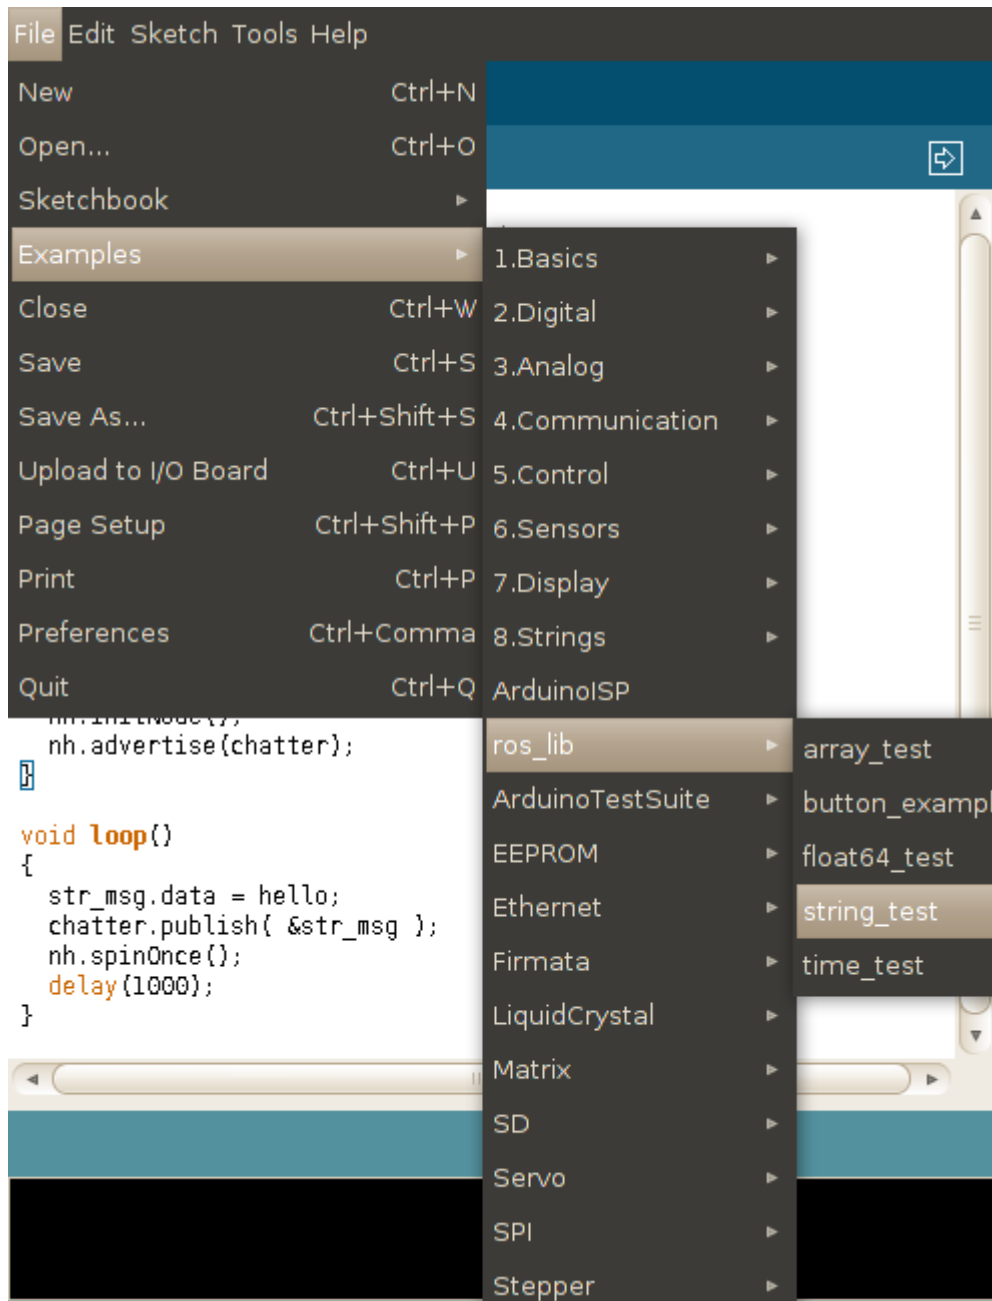 File Edit Sketch Tools Help
New Ctrl+N
Open... Ctrl+O
Sketchbook
Examples
Close Ctrl+W
Save Ctrl+S
Save As... Ctrl+Shift+S
Upload to I/O Board Ctrl+U
Page Setup Ctrl+Shift+P
Print Ctrl+P
Preferences Ctrl+Comma
Quit Ctrl+Q
1.Basics
2.Digital
3.Analog
4.Communication
5.Control
6.Sensors
7.Display
8.Strings
ArduinoISP
ros_lib
ArduinoTestSuite
EEPROM
Ethernet
Firmata
LiquidCrystal
Matrix
SD
Servo
SPI
Stepper
array_test
button_exampl
float64_test
string_test
time_test
nh.initNode();
nh.advertise(chatter);
}
void loop()
{
str_msg.data = hello;
chatter.publish( &str_msg );
nh.spinOnce();
delay(1000);
}